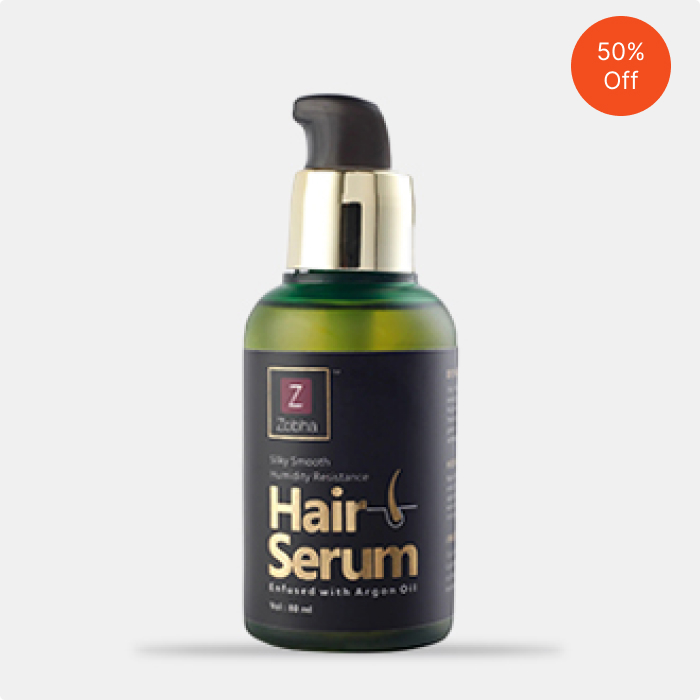 50%
Off
Z
Zobha
Silky Smooth
Humidity Resistance
Hair
Serum
Enfused with Argon Oil
Vol : 60 ml